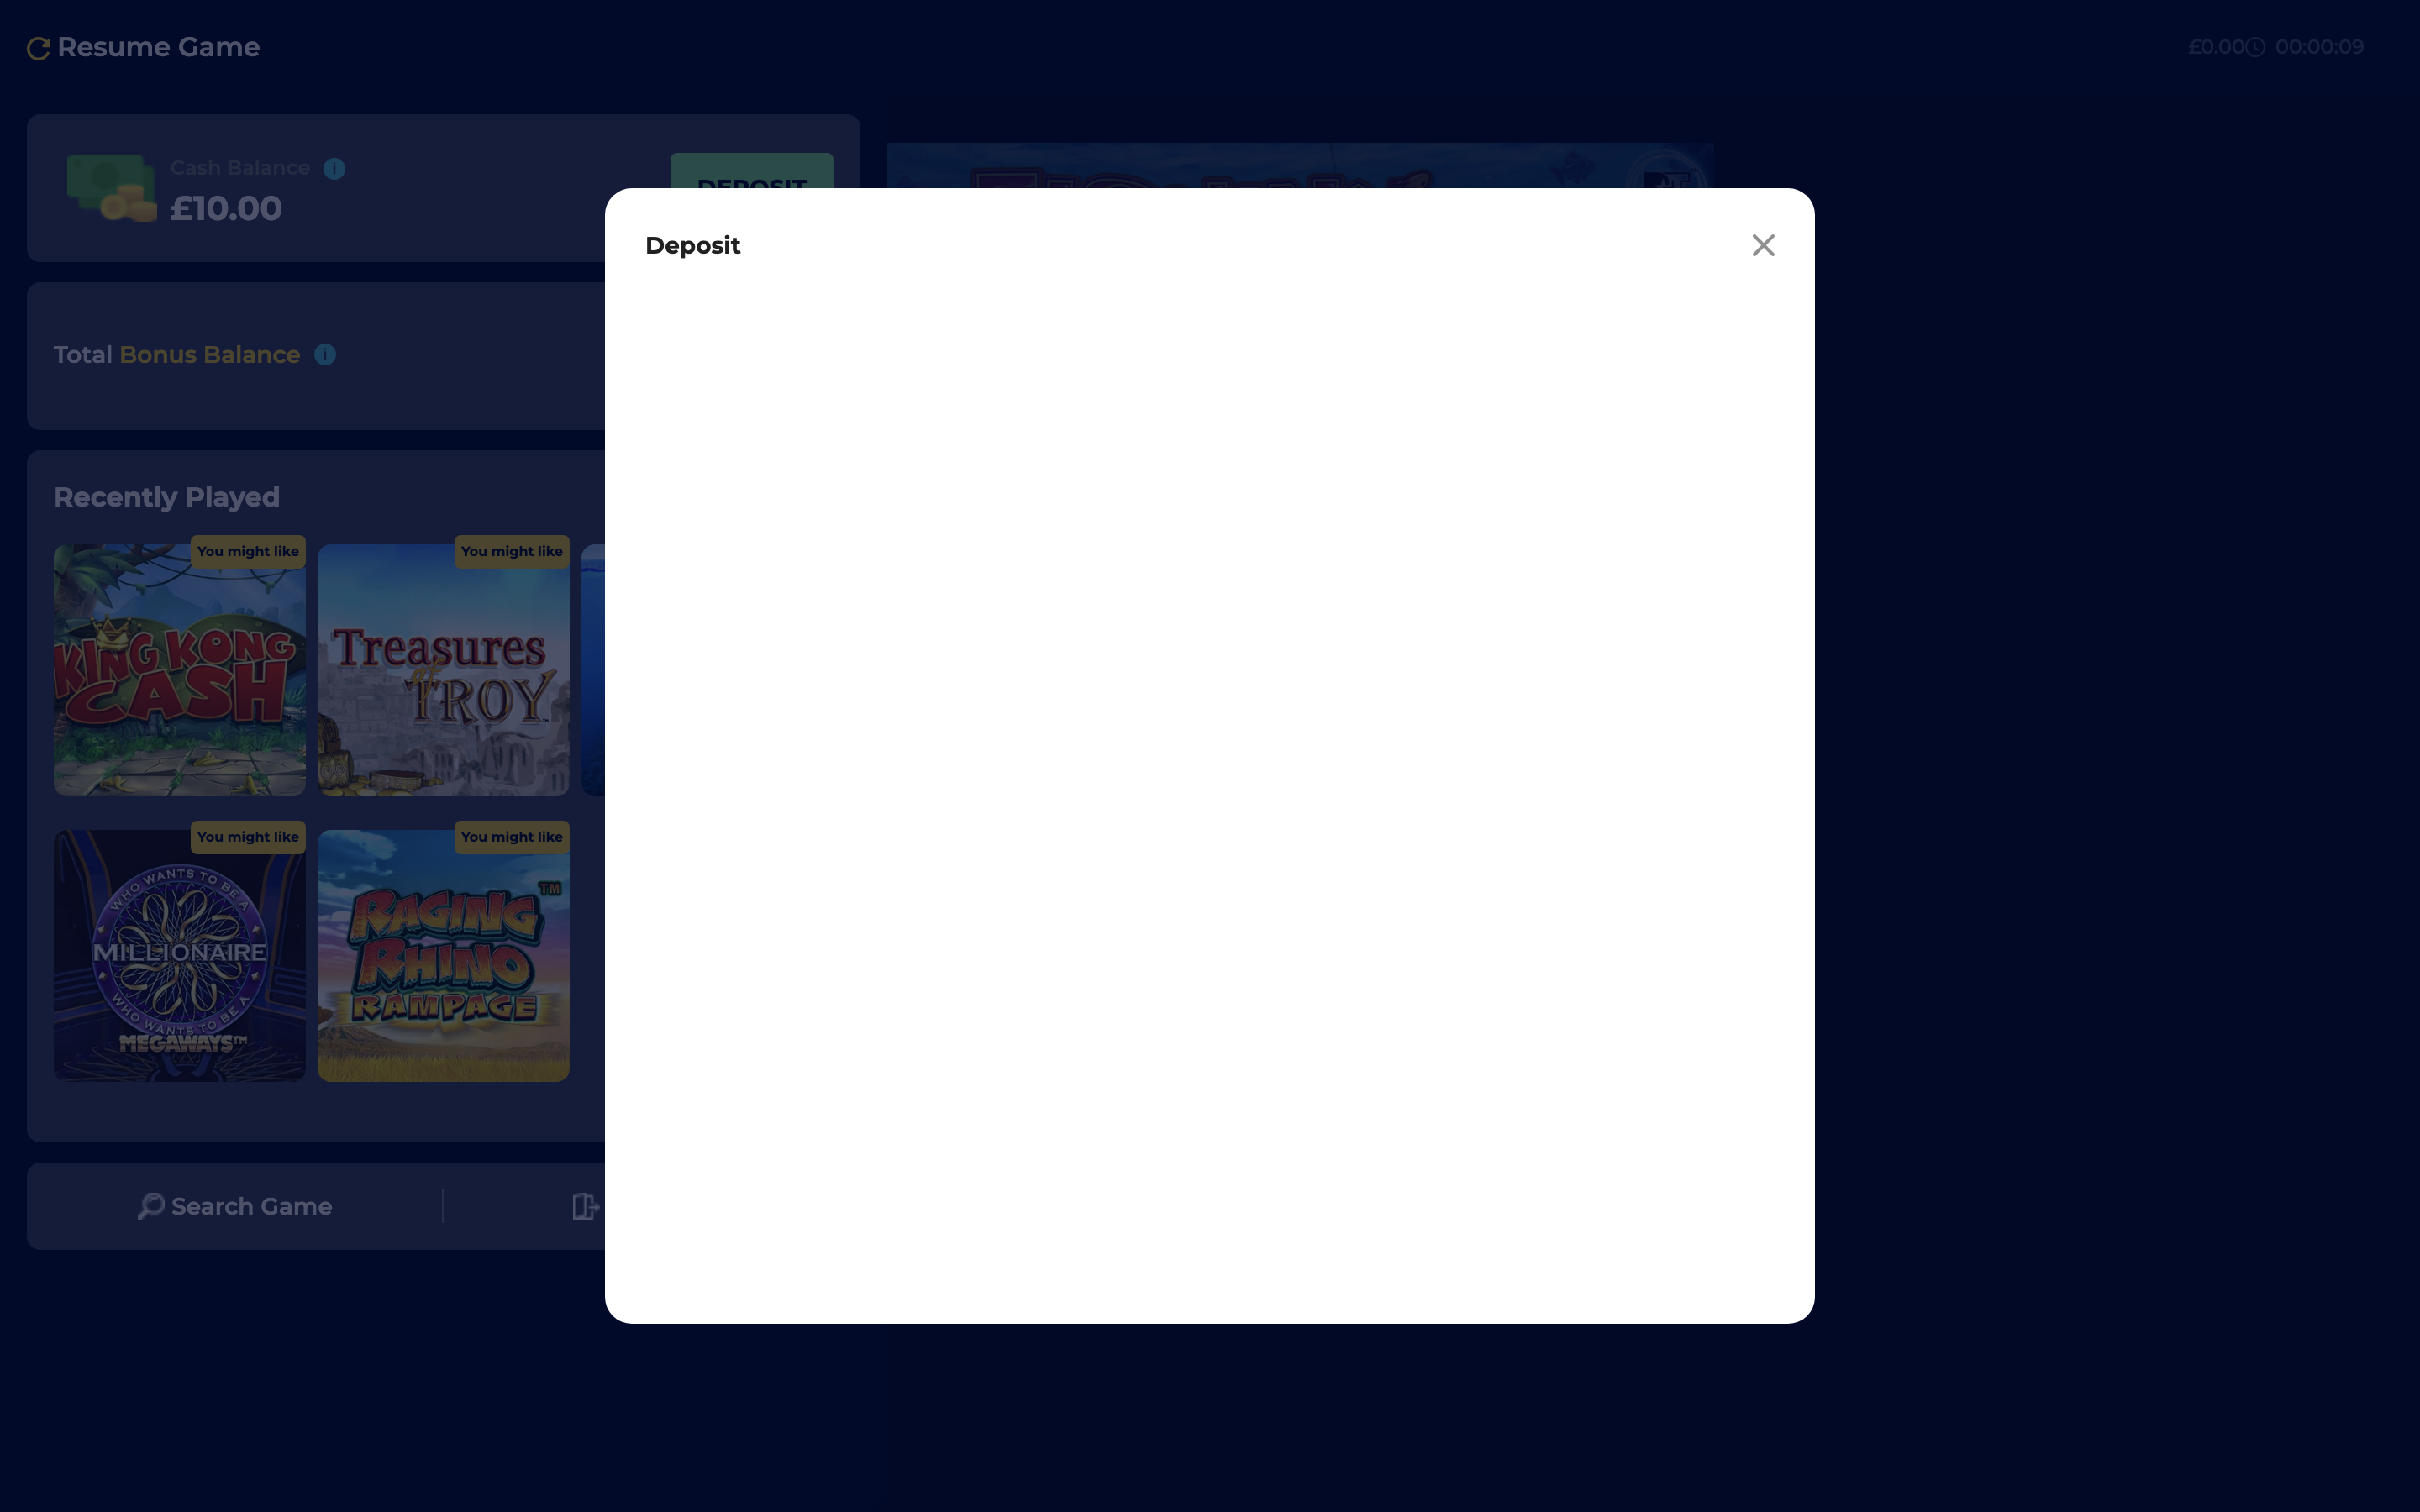 Resume Game
£0.00 00:00:09
Cash Balance i
£10.00
DEPOSIT
Deposit
Total Bonus Balance i
Recently Played
You might like
You might like
KING KONG
CASH
Treasures
of
TROY
You might like
You might like
WHO WANTS TO BE A
MILLIONAIRE
WHO WANTS TO BE A
MEGAWAYS™
RAGING
RHINO
RAMPAGE
™
Search Game